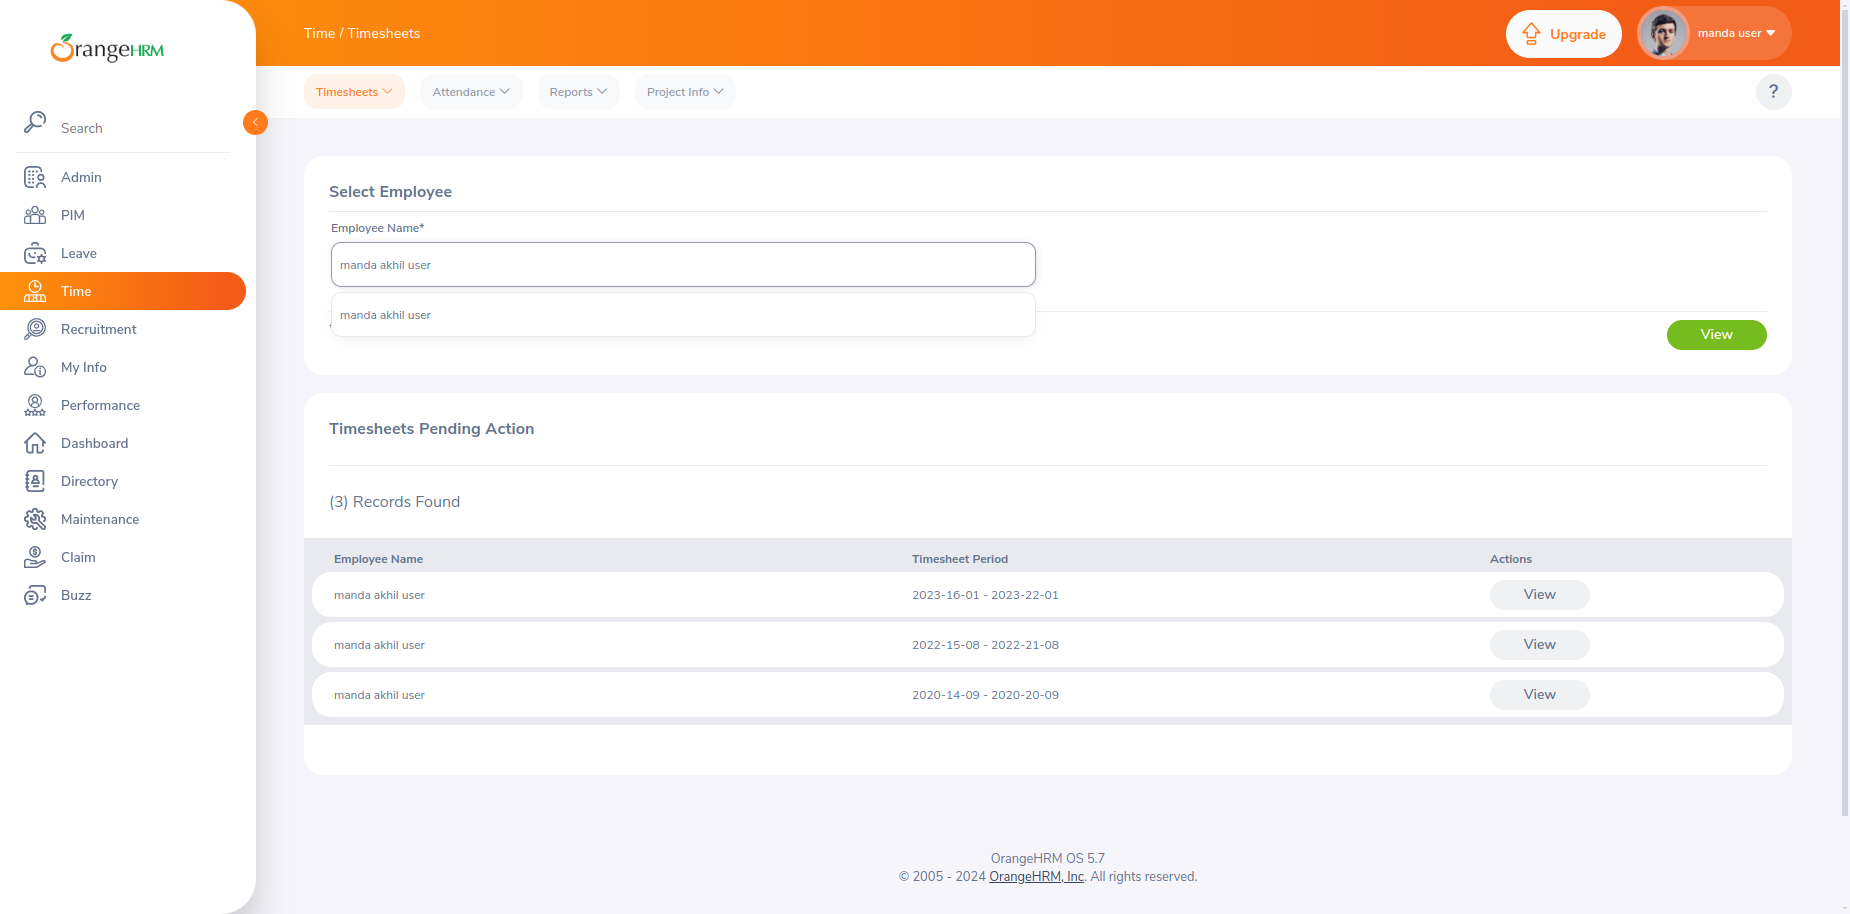 OrangeHRM
Time / Timesheets
Upgrade
manda user
Timesheets
Attendance
Reports
Project Info
?
Search
Admin
PIM
Leave
Time
Recruitment
My Info
Performance
Dashboard
Directory
Maintenance
Claim
Buzz
Select Employee
Employee Name*
manda akhil user
manda akhil user
View
Timesheets Pending Action
(3) Records Found
Employee Name Timesheet Period Actions
manda akhil user 2023-16-01 - 2023-22-01 View
manda akhil user 2022-15-08 - 2022-21-08 View
manda akhil user 2020-14-09 - 2020-20-09 View
OrangeHRM OS 5.7
© 2005 - 2024 OrangeHRM, Inc. All rights reserved.